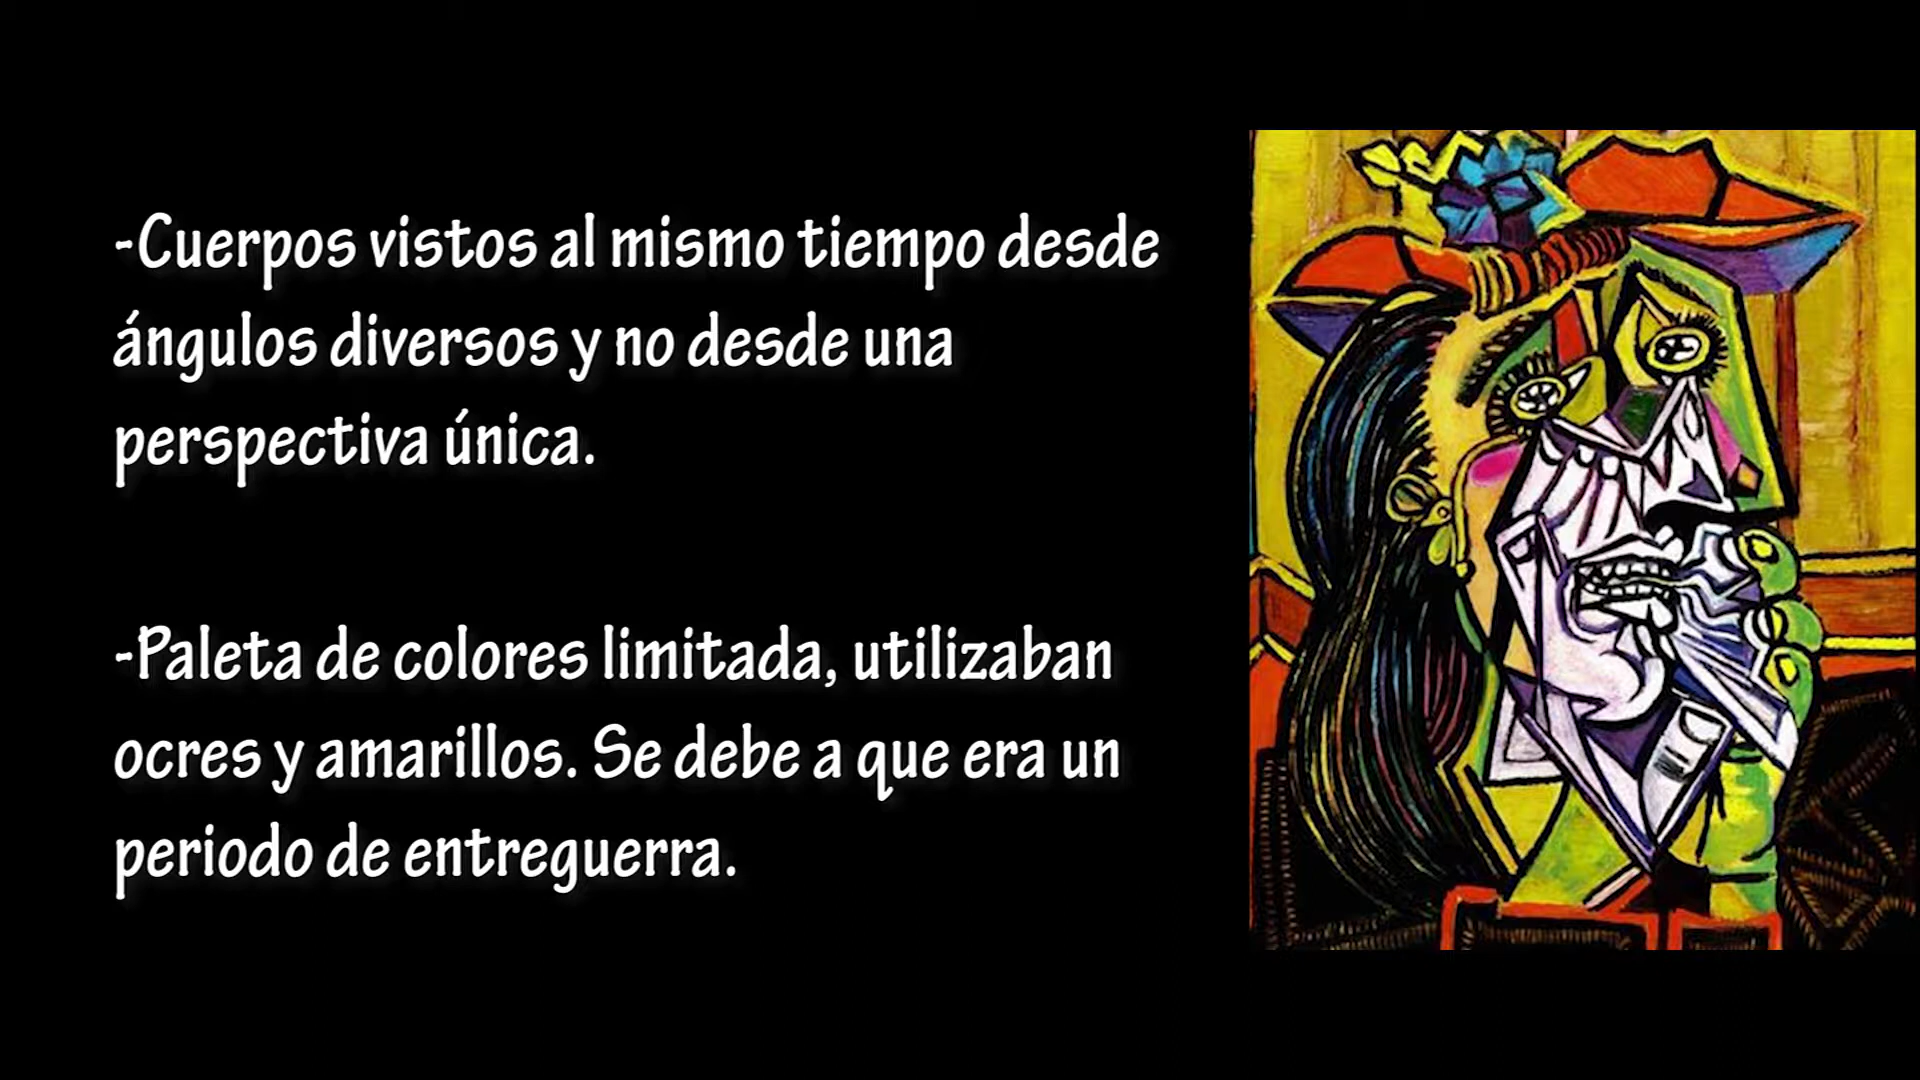 -Cuerpos vistos al mismo tiempo desde
ángulos diversos y no desde una
perspectiva única.
-Paleta de colores limitada, utilizaban
ocres y amarillos. Se debe a que era un
periodo de entreguerra.